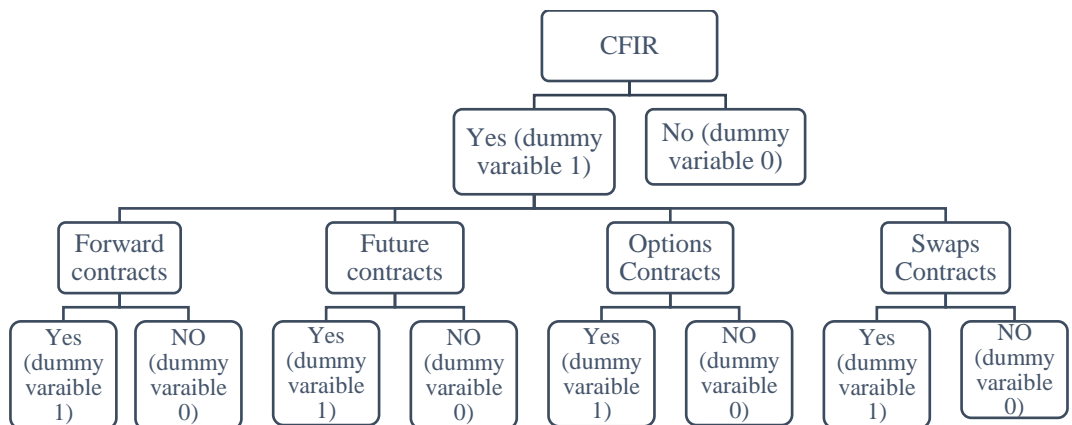 CFIR
Yes (dummy
varaible 1)
No (dummy
variable 0)
Forward
contracts
Future
contracts
Options
Contracts
Swaps
Contracts
Yes
(dummy
varaible
1)
NO
(dummy
varaible
0)
Yes
(dummy
varaible
1)
NO
(dummy
varaible
0)
Yes
(dummy
varaible
1)
NO
(dummy
varaible
0)
Yes
(dummy
varaible
1)
NO
(dummy
varaible
0)